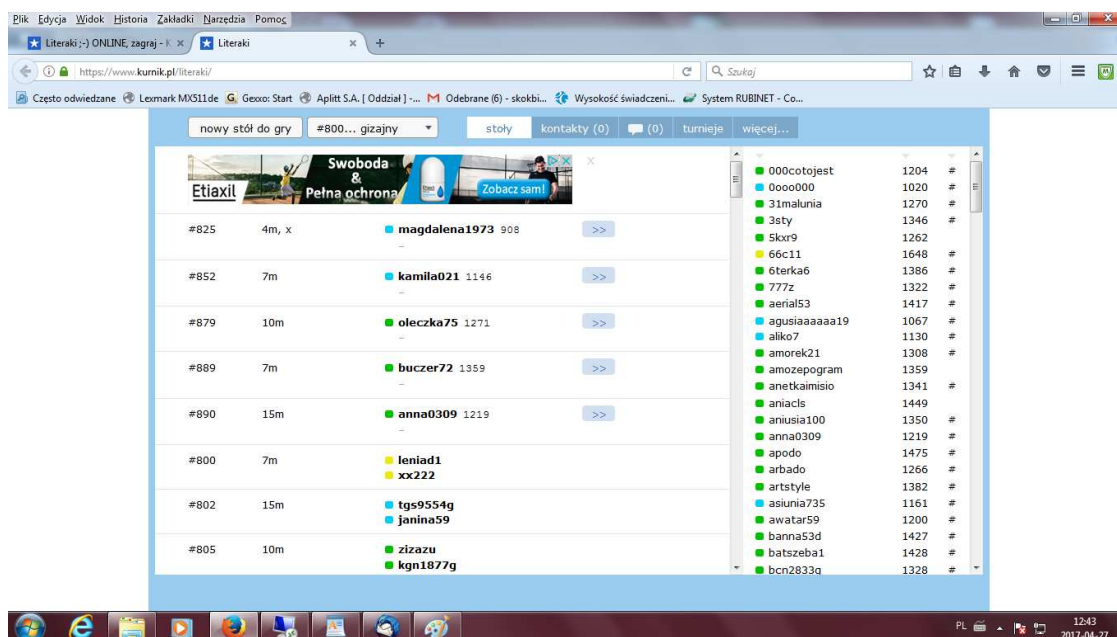 Plik Edycja Widok Historia Zakładki Narzędzia Pomoc
Literaki ;-) ONLINE, zagraj - K × Literaki × +
https://www.kurnik.pl/literaki/ Szukaj
Często odwiedzane Lexmark MX511de Gexxo: Start Aplitt S.A. [ Oddział ] -... Odebrane (6) - skokbi... Wysokość świadczeni... System RUBINET - Co...
nowy stół do gry #800... gizajny stoły kontakty (0) (0) turnieje więcej...
Etiaxil Swoboda & Pełna ochrona Zobacz sam! X
#825 4m, x magdalena1973 908 >>
–
#852 7m kamila021 1146 >>
–
#879 10m oleczka75 1271 >>
–
#889 7m buczer72 1359 >>
–
#890 15m anna0309 1219 >>
–
#800 7m leniad1
xx222
#802 15m tgs9554g
janina59
#805 10m zizazu
kgn1877g
000cotojest 1204 #
0ooo000 1020 #
31malunia 1270 #
3sty 1346 #
5kxr9 1262
66c11 1648 #
6terka6 1386 #
777z 1322 #
aerial53 1417 #
agusiaaaaaa19 1067 #
aliko7 1130 #
amorek21 1308 #
amozepogram 1359
anetkaimisio 1341 #
aniacls 1449
aniusia100 1350 #
anna0309 1219 #
apodo 1475 #
arbado 1266 #
artstyle 1382 #
asiunia735 1161 #
awatar59 1200 #
banna53d 1427 #
batszeba1 1428 #
bcn2833g 1328 #
PL 12:43
2017-04-27